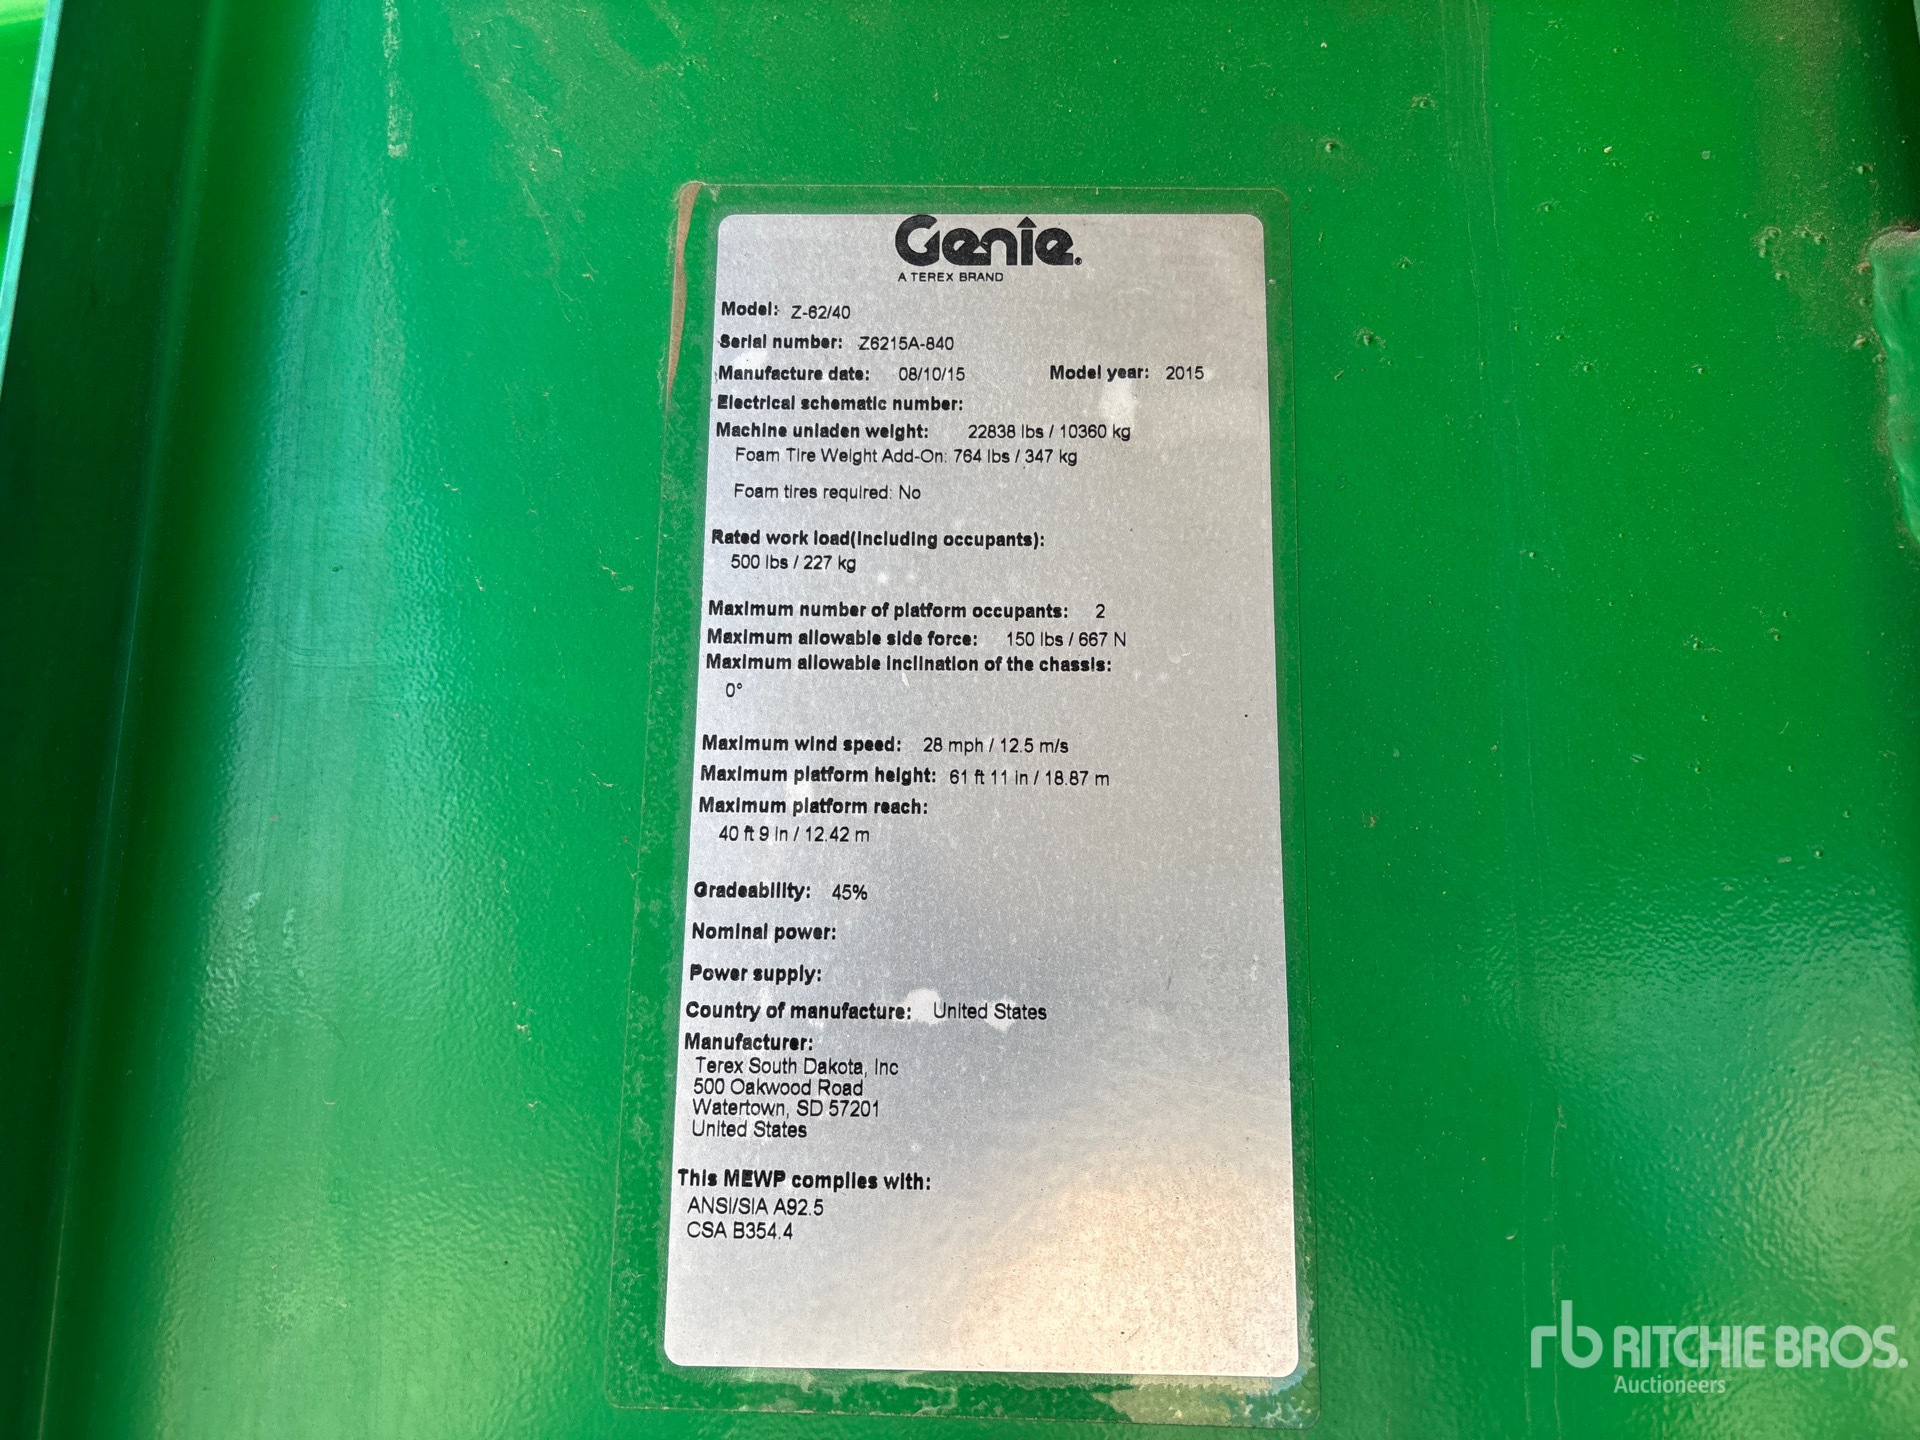 Genie®
A TEREX BRAND
Model: Z-62/40
Serial number: Z6215A-840
Manufacture date: 08/10/15 Model year: 2015
Electrical schematic number:
Machine unladen weight: 22838 lbs / 10360 kg
Foam Tire Weight Add-On: 764 lbs / 347 kg
Foam tires required: No
Rated work load(including occupants):
500 lbs / 227 kg
Maximum number of platform occupants: 2
Maximum allowable side force: 150 lbs / 667 N
Maximum allowable inclination of the chassis:
0°
Maximum wind speed: 28 mph / 12.5 m/s
Maximum platform height: 61 ft 11 in / 18.87 m
Maximum platform reach:
40 ft 9 in / 12.42 m
Gradeability: 45%
Nominal power:
Power supply:
Country of manufacture: United States
Manufacturer:
Terex South Dakota, Inc
500 Oakwood Road
Watertown, SD 57201
United States
This MEWP complies with:
ANSI/SIA A92.5
CSA B354.4
rb RITCHIE BROS.
Auctioneers